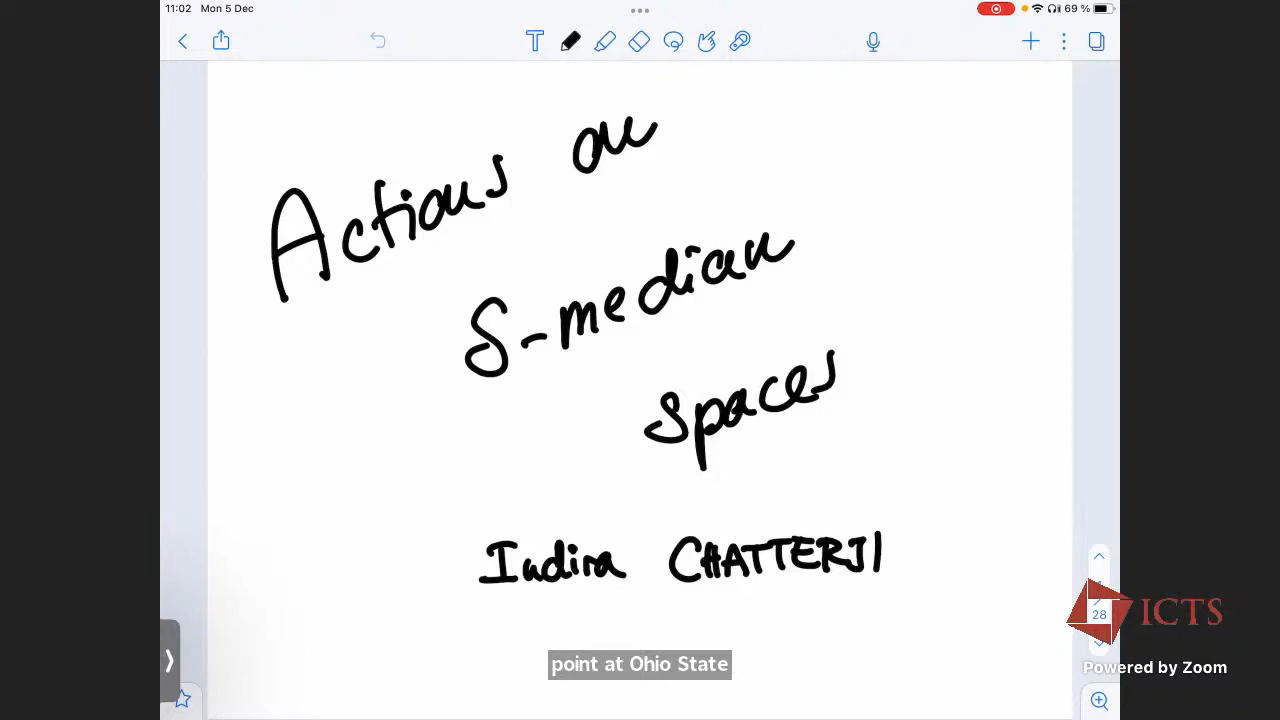 11:02 Mon 5 Dec
69 %
Actions on
δ-median
spaces
Indira CHATTERJI
28
ICTS
point at Ohio State
Powered by Zoom